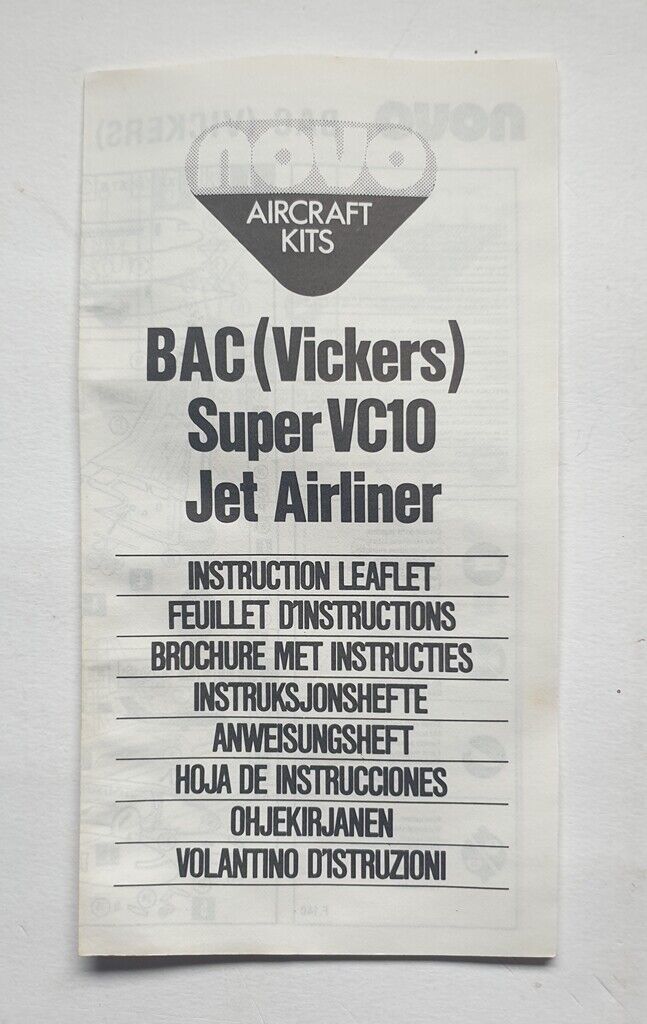 novo
AIRCRAFT
KITS
BAC (Vickers)
Super VC10
Jet Airliner
INSTRUCTION LEAFLET
FEUILLET D'INSTRUCTIONS
BROCHURE MET INSTRUCTIES
INSTRUKSJONSHEFTE
ANWEISUNGSHEFT
HOJA DE INSTRUCCIONES
OHJEKIRJANEN
VOLANTINO D'ISTRUZIONI